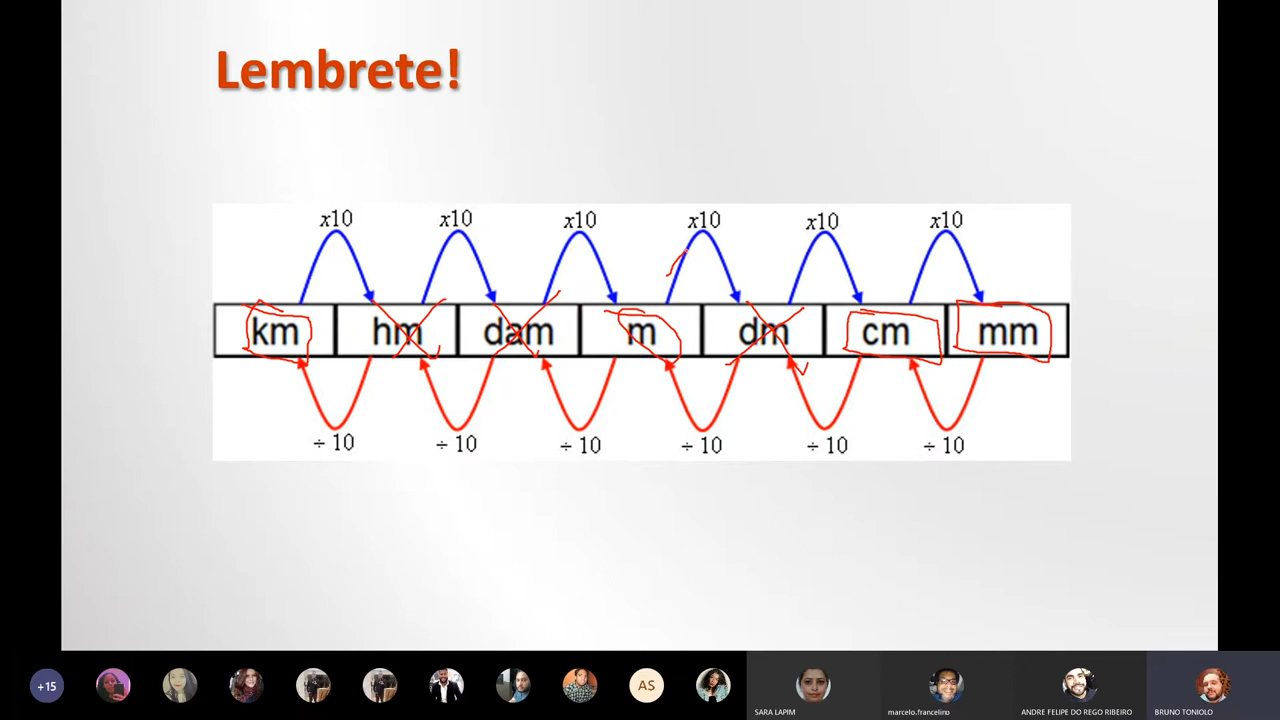 Lembrete!
x10 x10 x10 x10 x10 x10
km hm dam m dm cm mm
÷ 10 ÷ 10 ÷ 10 ÷ 10 ÷ 10 ÷ 10
+15 AS
SARA LAPIM marcelo.francelino ANDRE FELIPE DO REGO RIBEIRO BRUNO TONIOLO